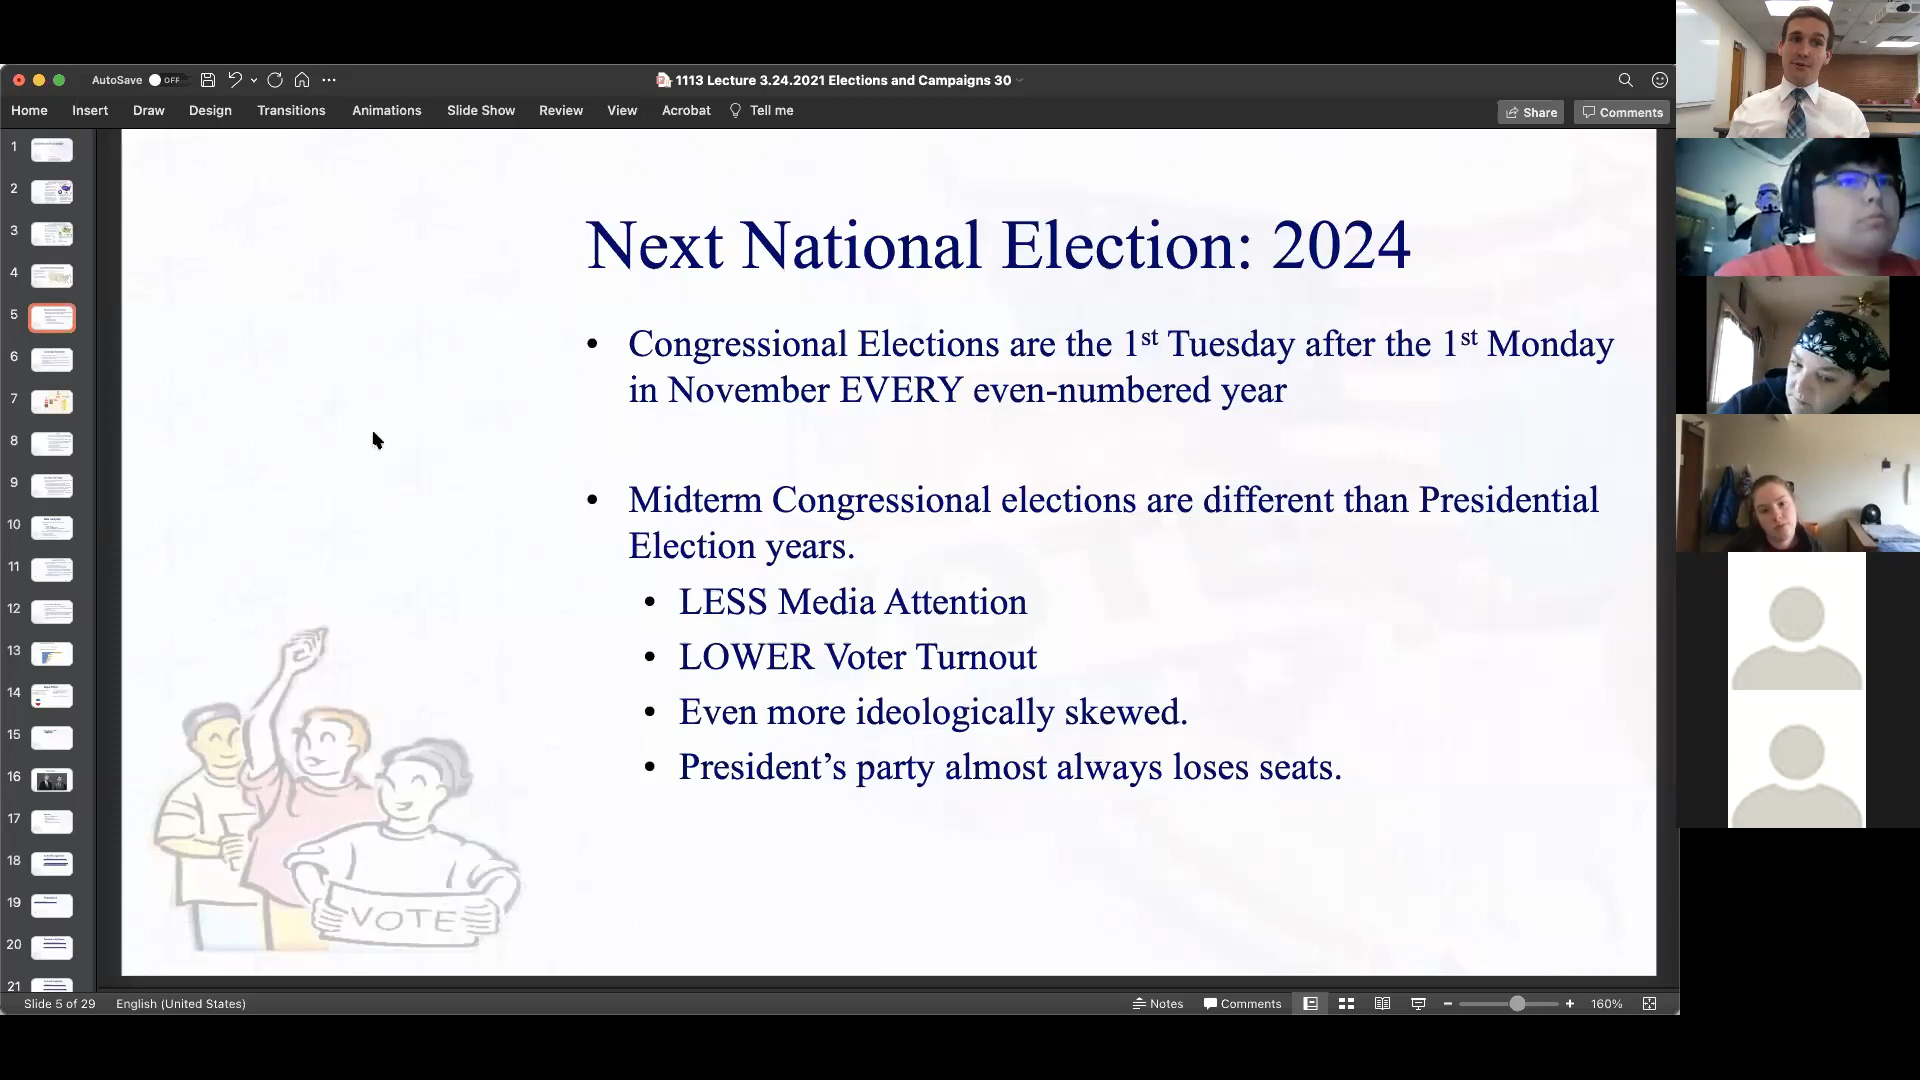 AutoSave OFF
1113 Lecture 3.24.2021 Elections and Campaigns 30
Home Insert Draw Design Transitions Animations Slide Show Review View Acrobat Tell me
Share Comments
1
2
3
4
5
6
7
8
9
10
11
12
13
14
15
16
17
18
19
20
21
Next National Election: 2024
• Congressional Elections are the 1st Tuesday after the 1st Monday
in November EVERY even-numbered year
• Midterm Congressional elections are different than Presidential
Election years.
• LESS Media Attention
• LOWER Voter Turnout
• Even more ideologically skewed.
• President’s party almost always loses seats.
VOTE
Slide 5 of 29 English (United States)
Notes Comments 160%